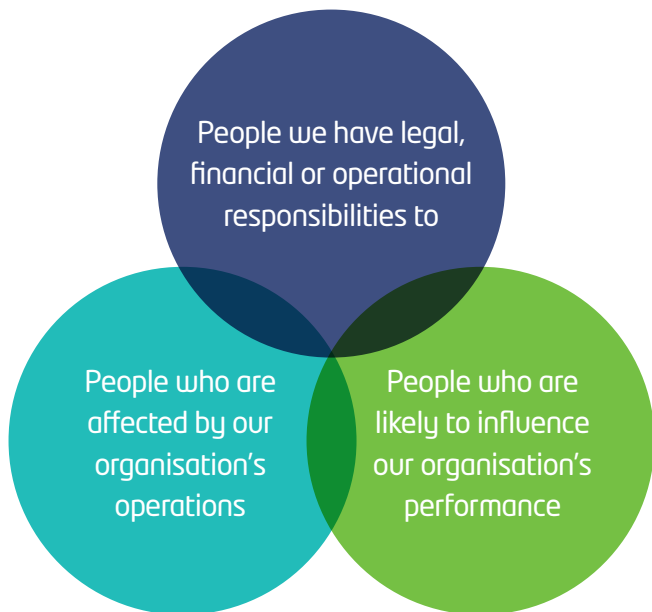 People we have legal,
financial or operational
responsibilities to
People who are
affected by our
organisation's
operations
People who are
likely to influence
our organisation's
performance